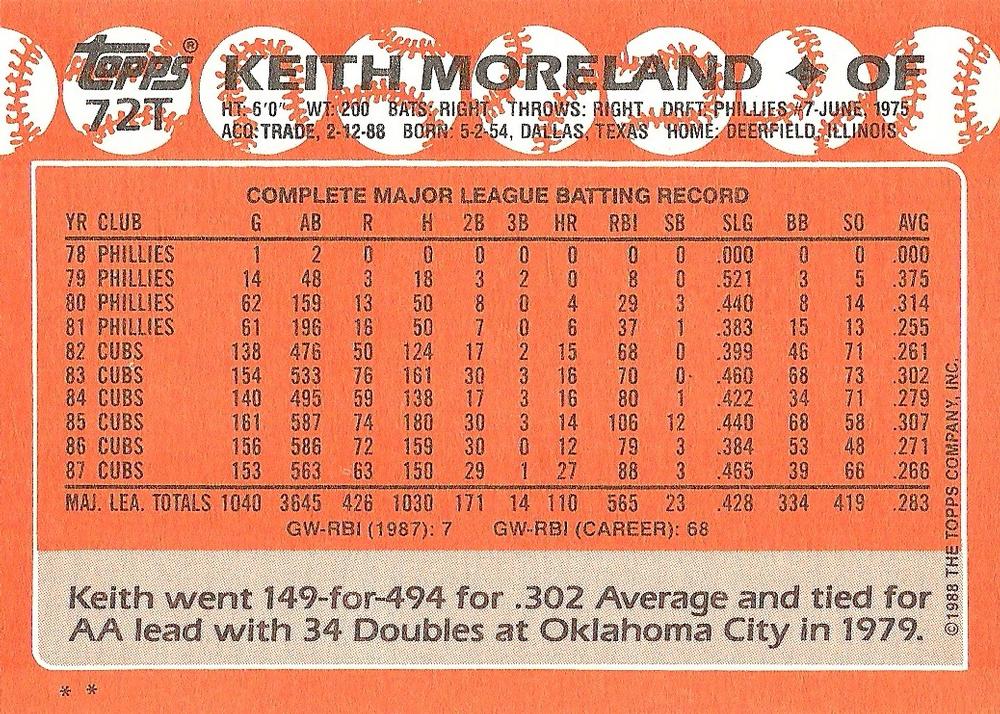 Topps®
72T
KEITH MORELAND ✦ OF
HT: 6'0" WT: 200 BATS: RIGHT THROWS: RIGHT DRFT: PHILLIES #7-JUNE, 1975
ACQ: TRADE, 2-12-88 BORN: 5-2-54, DALLAS, TEXAS HOME: DEERFIELD, ILLINOIS
COMPLETE MAJOR LEAGUE BATTING RECORD
YR CLUB G AB R H 2B 3B HR RBI SB SLG BB SO AVG
78 PHILLIES 1 2 0 0 0 0 0 0 0 .000 0 0 .000
79 PHILLIES 14 48 3 18 3 2 0 8 0 .521 3 5 .375
80 PHILLIES 62 159 13 50 8 0 4 29 3 .440 8 14 .314
81 PHILLIES 61 196 16 50 7 0 6 37 1 .383 15 13 .255
82 CUBS 138 476 50 124 17 2 15 68 0 .399 46 71 .261
83 CUBS 154 533 76 161 30 3 16 70 0 .460 68 73 .302
84 CUBS 140 495 59 138 17 3 16 80 1 .422 34 71 .279
85 CUBS 161 587 74 180 30 3 14 106 12 .440 68 58 .307
86 CUBS 156 586 72 159 30 0 12 79 3 .384 53 48 .271
87 CUBS 153 563 63 150 29 1 27 88 3 .465 39 66 .266
MAJ. LEA. TOTALS 1040 3645 426 1030 171 14 110 565 23 .428 334 419 .283
GW-RBI (1987): 7 GW-RBI (CAREER): 68
Keith went 149-for-494 for .302 Average and tied for
AA lead with 34 Doubles at Oklahoma City in 1979.
©1988 THE TOPPS COMPANY, INC.
* *